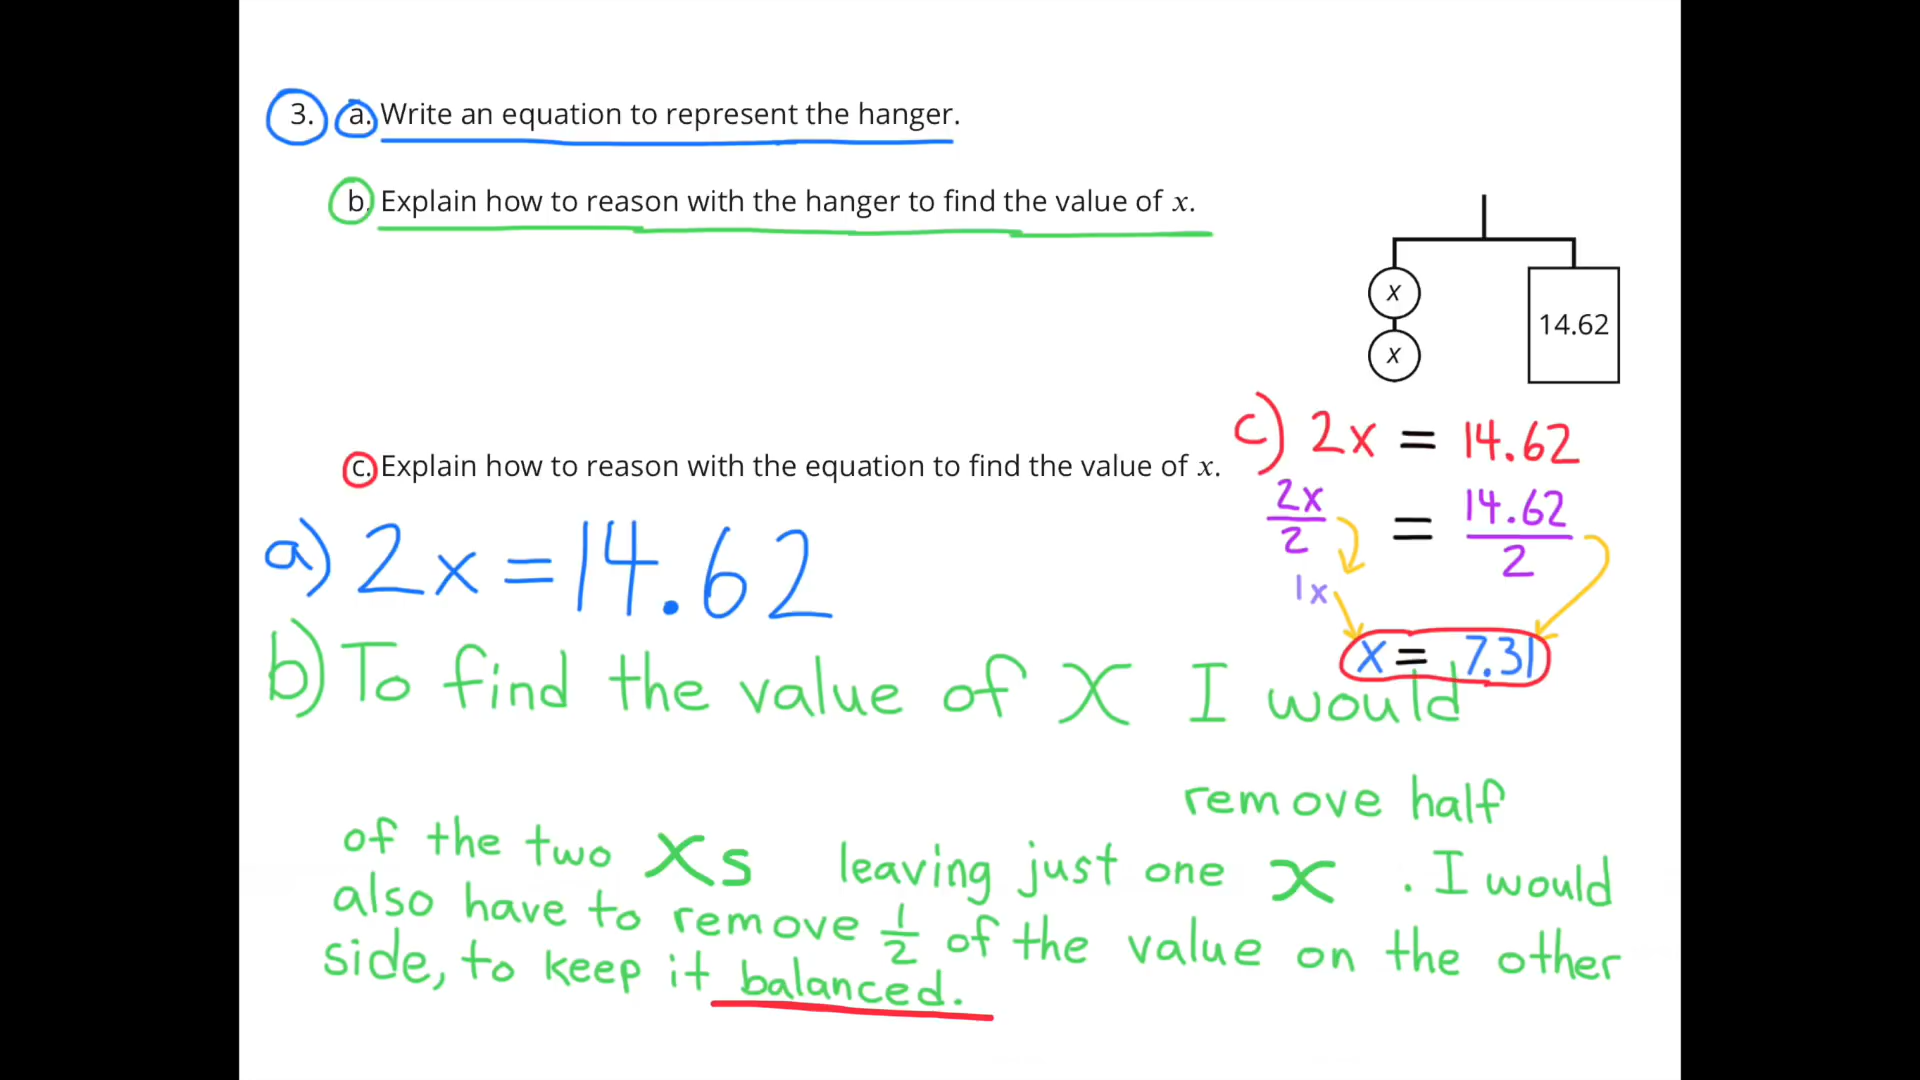 3. a. Write an equation to represent the hanger.
b. Explain how to reason with the hanger to find the value of x.
x
x
14.62
c. Explain how to reason with the equation to find the value of x.
c) 2x = 14.62
2x/2 = 14.62/2
1x
x = 7.31
a) 2x = 14.62
b) To find the value of x I would
remove half
of the two xs leaving just one x . I would
also have to remove 1/2 of the value on the other
side, to keep it balanced.